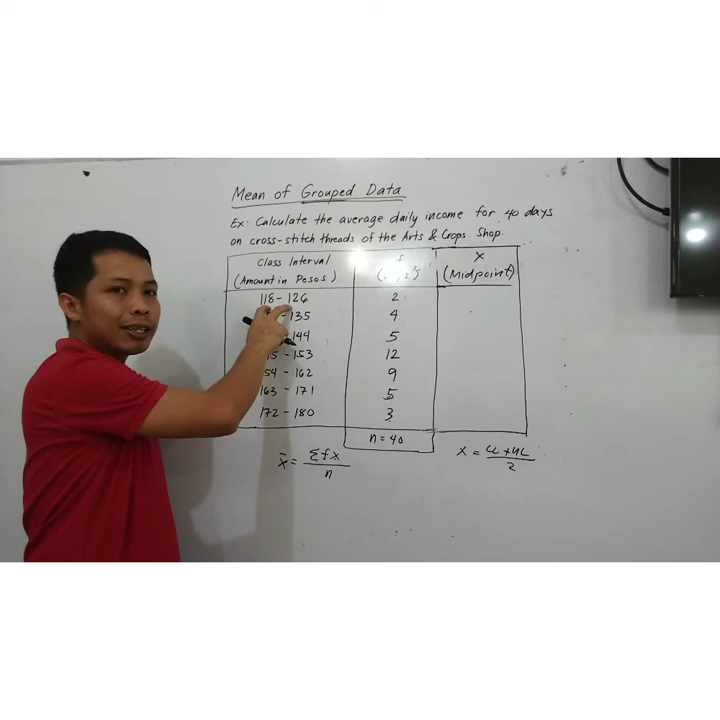 Mean of Grouped Data
Ex: Calculate the average daily income for 40 days
on cross-stitch threads of the Arts & Crops Shop.
Class Interval f X
(Amount in Pesos) (Midpoint)
118 - 126 2
- 135 4
- 144 5
- 153 12
54 - 162 9
163 - 171 5
172 - 180 3
n = 40
x̄ = Σfx / n
X = LL + UL / 2